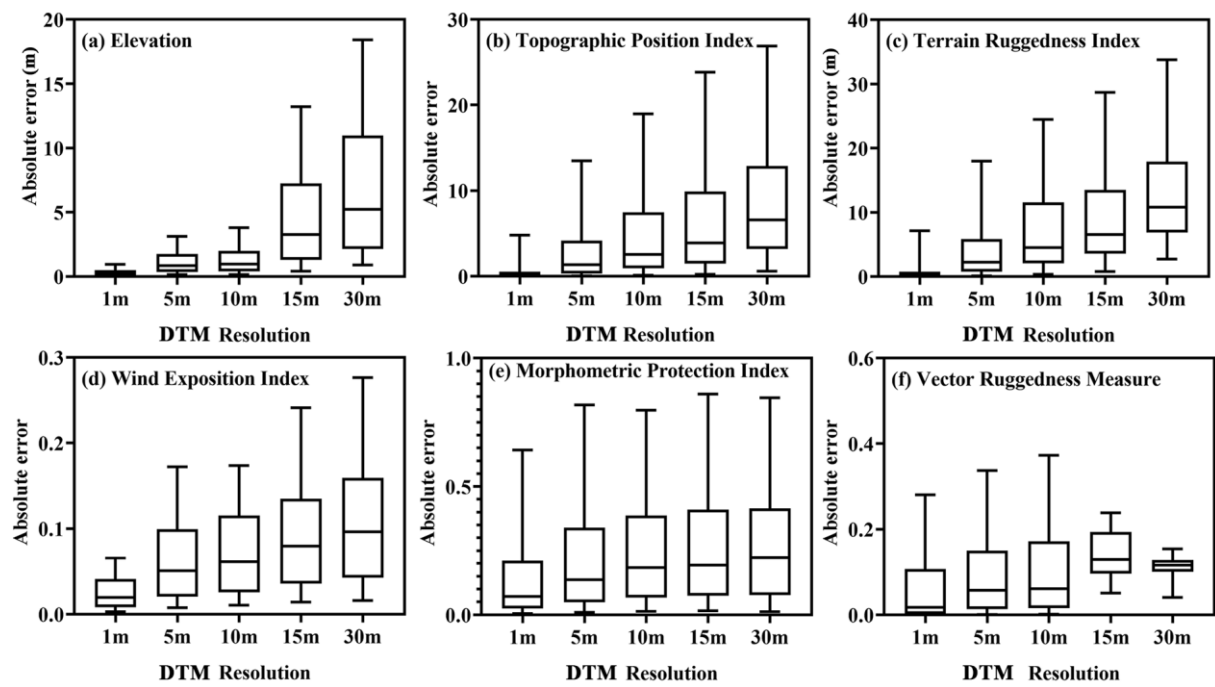 (a) Elevation
Absolute error (m)
20
15
10
5
0
1m 5m 10m 15m 30m
DTM Resolution
(b) Topographic Position Index
Absolute error
30
20
10
0
1m 5m 10m 15m 30m
DTM Resolution
(c) Terrain Ruggedness Index
Absolute error (m)
40
30
20
10
0
1m 5m 10m 15m 30m
DTM Resolution
(d) Wind Exposition Index
Absolute error
0.3
0.2
0.1
0.0
1m 5m 10m 15m 30m
DTM Resolution
(e) Morphometric Protection Index
Absolute error
1.0
0.5
0.0
1m 5m 10m 15m 30m
DTM Resolution
(f) Vector Ruggedness Measure
Absolute error
0.6
0.4
0.2
0.0
1m 5m 10m 15m 30m
DTM Resolution